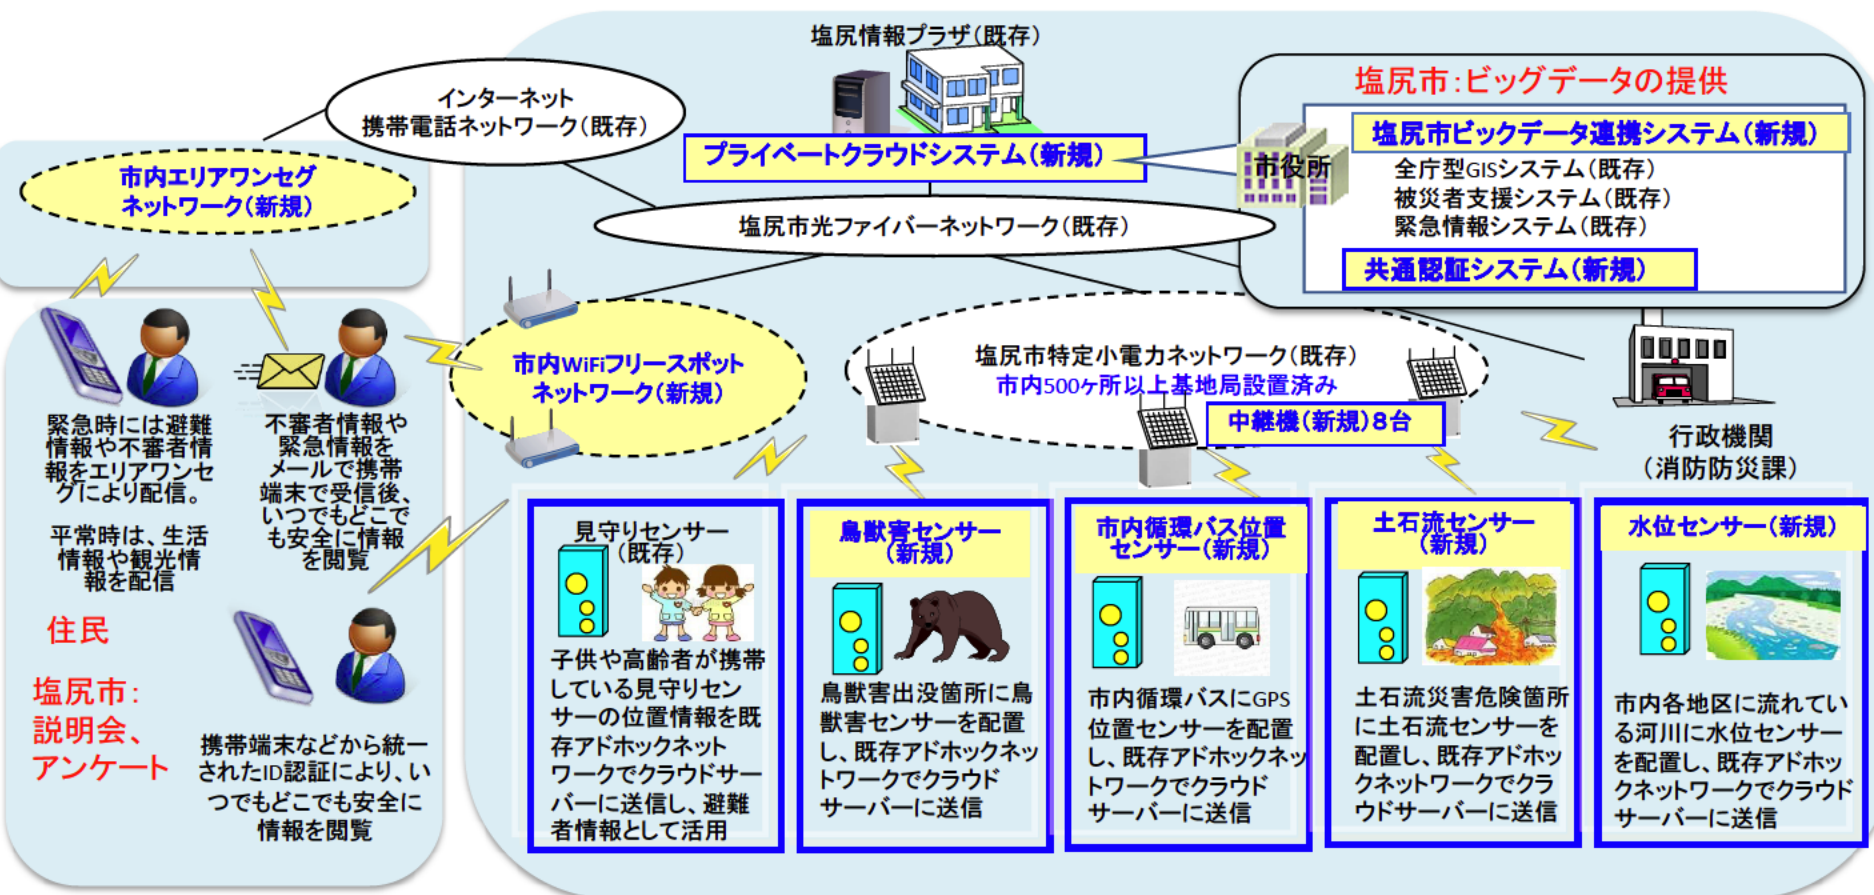 塩尻情報プラザ(既存)
インターネット
携帯電話ネットワーク(既存)
塩尻市:ビッグデータの提供
塩尻市ビックデータ連携システム(新規)
プライベートクラウドシステム(新規)
市役所
全庁型GISシステム(既存)
被災者支援システム(既存)
緊急情報システム(既存)
共通認証システム(新規)
市内エリアワンセグ
ネットワーク(新規)
塩尻市光ファイバーネットワーク(既存)
市内WiFiフリースポット
ネットワーク(新規)
塩尻市特定小電力ネットワーク(既存)
市内500ヶ所以上基地局設置済み
中継機(新規)8台
行政機関
(消防防災課)
緊急時には避難
情報や不審者情
報をエリアワンセ
グにより配信。
平常時は、生活
情報や観光情
報を配信
不審者情報や
緊急情報を
メールで携帯
端末で受信後、
いつでもどこで
も安全に情報
を閲覧
住民
塩尻市:
説明会、
アンケート
携帯端末などから統一
されたID認証により、い
つでもどこでも安全に
情報を閲覧
見守りセンサー
(既存)
子供や高齢者が携帯
している見守りセン
サーの位置情報を既
存アドホックネット
ワークでクラウドサー
バーに送信し、避難
者情報として活用
鳥獣害センサー
(新規)
鳥獣害出没箇所に鳥
獣害センサーを配置
し、既存アドホックネッ
トワークでクラウド
サーバーに送信
市内循環バス位置
センサー(新規)
市内循環バスにGPS
位置センサーを配置
し、既存アドホックネッ
トワークでクラウド
サーバーに送信
土石流センサー
(新規)
土石流災害危険箇所
に土石流センサーを
配置し、既存アドホッ
クネットワークでクラ
ウドサーバーに送信
水位センサー(新規)
市内各地区に流れてい
る河川に水位センサー
を配置し、既存アドホッ
クネットワークでクラウド
サーバーに送信